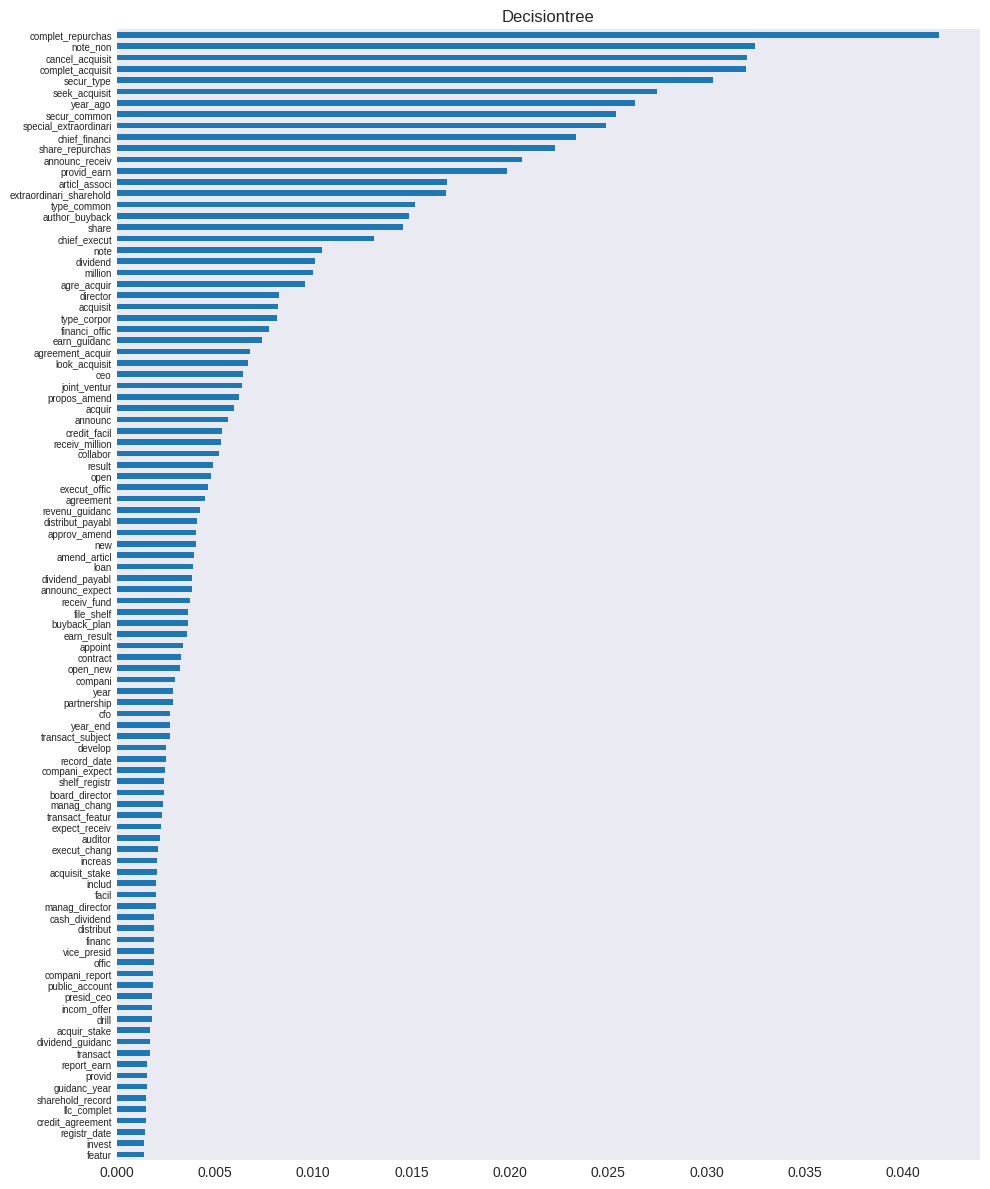 Decisiontree
complet_repurchas
note_non
cancel_acquisit
complet_acquisit
secur_type
seek_acquisit
year_ago
secur_common
special_extraordinari
chief_financi
share_repurchas
announc_receiv
provid_earn
articl_associ
extraordinari_sharehold
type_common
author_buyback
share
chief_execut
note
dividend
million
agre_acquir
director
acquisit
type_corpor
financi_offic
earn_guidanc
agreement_acquir
look_acquisit
ceo
joint_ventur
propos_amend
acquir
announc
credit_facil
receiv_million
collabor
result
open
execut_offic
agreement
revenu_guidanc
distribut_payabl
approv_amend
new
amend_articl
loan
dividend_payabl
announc_expect
receiv_fund
file_shelf
buyback_plan
earn_result
appoint
contract
open_new
compani
year
partnership
cfo
year_end
transact_subject
develop
record_date
compani_expect
shelf_registr
board_director
manag_chang
transact_featur
expect_receiv
auditor
execut_chang
increas
acquisit_stake
includ
facil
manag_director
cash_dividend
distribut
financ
vice_presid
offic
compani_report
public_account
presid_ceo
incom_offer
drill
acquir_stake
dividend_guidanc
transact
report_earn
provid
guidanc_year
sharehold_record
llc_complet
credit_agreement
registr_date
invest
featur
0.000 0.005 0.010 0.015 0.020 0.025 0.030 0.035 0.040